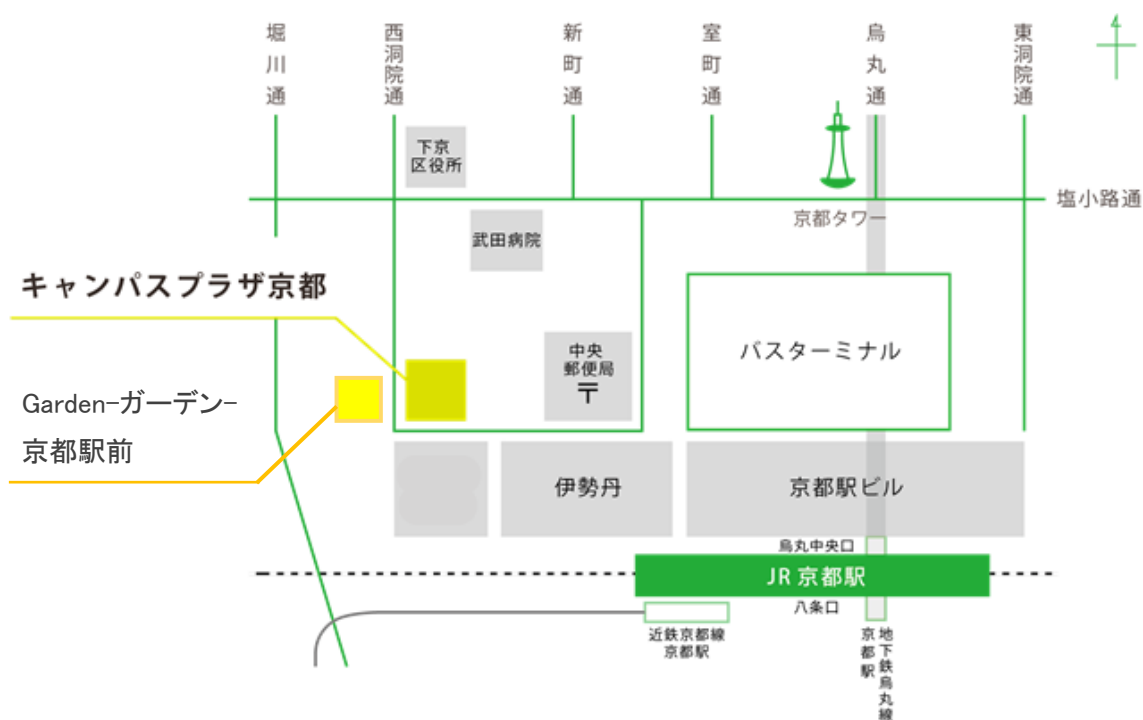 堀川通
西洞院通
新町通
室町通
烏丸通
東洞院通
下京
区役所
塩小路通
京都タワー
武田病院
キャンパスプラザ京都
中央
郵便局
〒
バスターミナル
Garden-ガーデン-
京都駅前
伊勢丹
京都駅ビル
烏丸中央口
JR 京都駅
八条口
近鉄京都線
京都駅
地下鉄烏丸線
京都駅